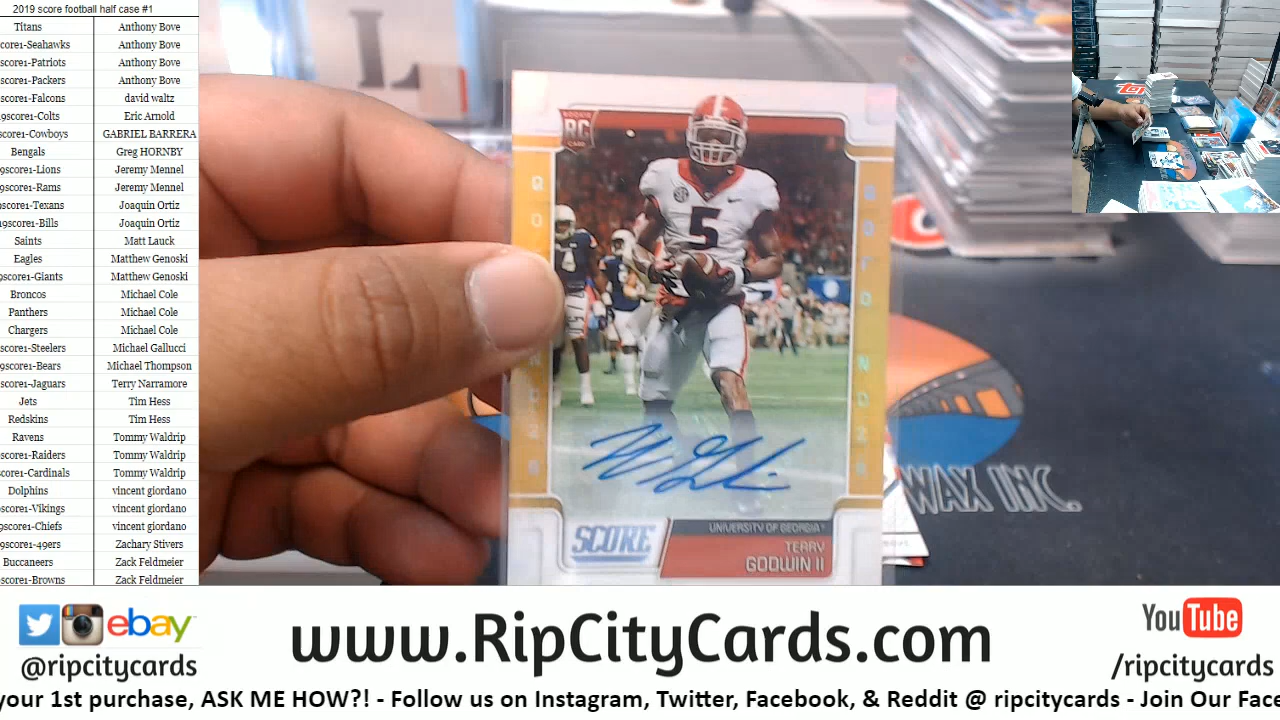 2019 score football half case #1
Titans Anthony Bove
core1-Seahawks Anthony Bove
score1-Patriots Anthony Bove
score1-Packers Anthony Bove
score1-Falcons david waltz
19score1-Colts Eric Arnold
score1-Cowboys GABRIEL BARRERA
Bengals Greg HORNBY
9score1-Lions Jeremy Mennel
9score1-Rams Jeremy Mennel
score1-Texans Joaquin Ortiz
19score1-Bills Joaquin Ortiz
Saints Matt Lauck
Eagles Matthew Genoski
9score1-Giants Matthew Genoski
Broncos Michael Cole
Panthers Michael Cole
Chargers Michael Cole
score1-Steelers Michael Gallucci
9score1-Bears Michael Thompson
score1-Jaguars Terry Narramore
Jets Tim Hess
Redskins Tim Hess
Ravens Tommy Waldrip
9score1-Raiders Tommy Waldrip
core1-Cardinals Tommy Waldrip
Dolphins vincent giordano
9score1-Vikings vincent giordano
9score1-Chiefs vincent giordano
9score1-49ers Zachary Stivers
Buccaneers Zack Feldmeier
score1-Browns Zack Feldmeier
ROOKIE
RC
CARD
5
SCORE
UNIVERSITY OF GEORGIA
TERRY
GODWIN II
WAX INC.
ebay
@ripcitycards
www.RipCityCards.com
YouTube
/ripcitycards
your 1st purchase, ASK ME HOW?! - Follow us on Instagram, Twitter, Facebook, & Reddit @ ripcitycards - Join Our Face